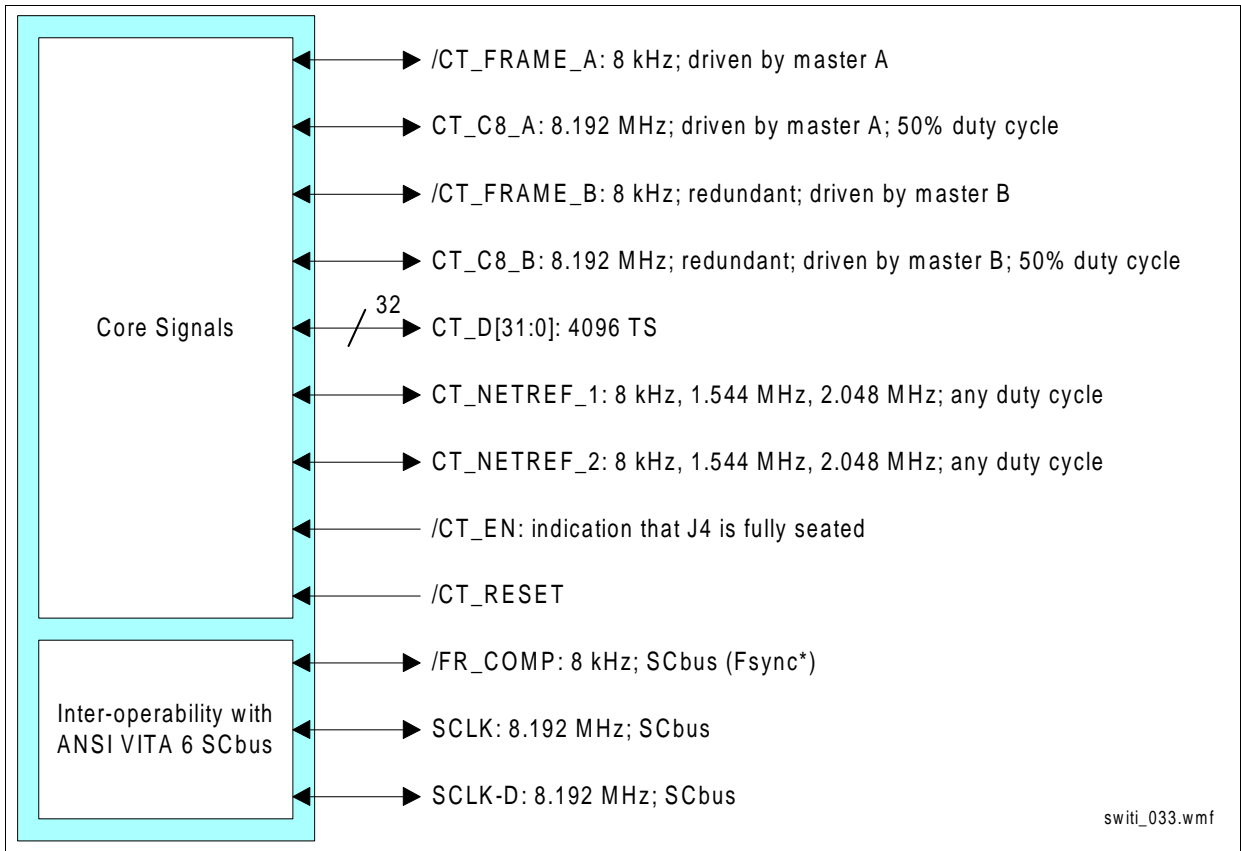 /CT_FRAME_A: 8 kHz; driven by master A
CT_C8_A: 8.192 MHz; driven by master A; 50% duty cycle
/CT_FRAME_B: 8 kHz; redundant; driven by master B
CT_C8_B: 8.192 MHz; redundant; driven by master B; 50% duty cycle
Core Signals
32
CT_D[31:0]: 4096 TS
CT_NETREF_1: 8 kHz, 1.544 MHz, 2.048 MHz; any duty cycle
CT_NETREF_2: 8 kHz, 1.544 MHz, 2.048 MHz; any duty cycle
/CT_EN: indication that J4 is fully seated
/CT_RESET
Inter-operability with
ANSI VITA 6 SCbus
/FR_COMP: 8 kHz; SCbus (Fsync*)
SCLK: 8.192 MHz; SCbus
SCLK-D: 8.192 MHz; SCbus
switi_033.wmf